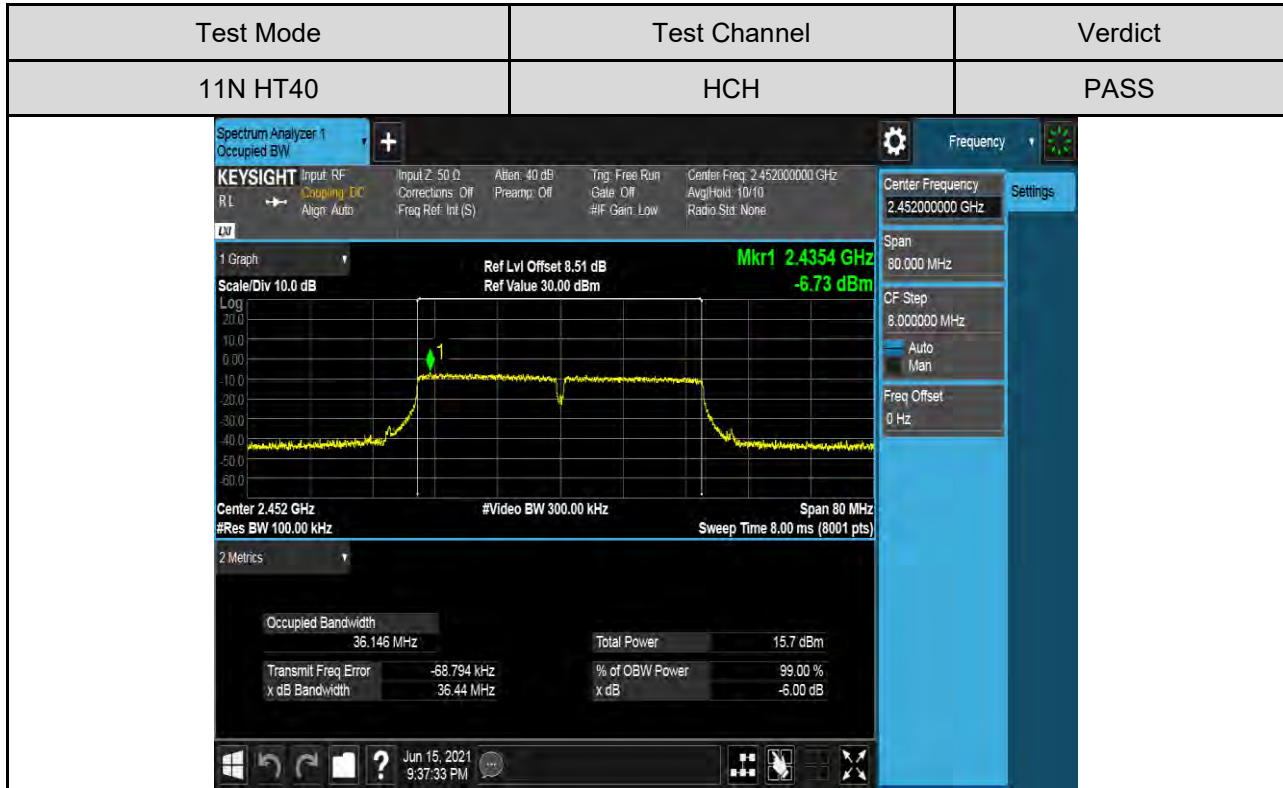 Test Mode Test Channel Verdict
11N HT40 HCH PASS
Spectrum Analyzer 1
Occupied BW
+
Frequency
KEYSIGHT Input: RF Input Z: 50 Ω Atten: 40 dB Trig: Free Run Center Freq: 2.452000000 GHz
RL Coupling: DC Corrections: Off Preamp: Off Gate: Off Avg|Hold: 10/10
Align: Auto Freq Ref: Int (S) #IF Gain: Low Radio Std: None
LXI
Center Frequency
2.452000000 GHz
Settings
Span
80.000 MHz
CF Step
8.000000 MHz
Auto
Man
Freq Offset
0 Hz
1 Graph Ref Lvl Offset 8.51 dB Mkr1 2.4354 GHz
Scale/Div 10.0 dB Ref Value 30.00 dBm -6.73 dBm
Log
20.0
10.0
0.00
-10.0
-20.0
-30.0
-40.0
-50.0
-60.0
1
Center 2.452 GHz #Video BW 300.00 kHz Span 80 MHz
#Res BW 100.00 kHz Sweep Time 8.00 ms (8001 pts)
2 Metrics
Occupied Bandwidth
36.146 MHz Total Power 15.7 dBm
Transmit Freq Error -68.794 kHz % of OBW Power 99.00 %
x dB Bandwidth 36.44 MHz x dB -6.00 dB
?
Jun 15, 2021
9:37:33 PM